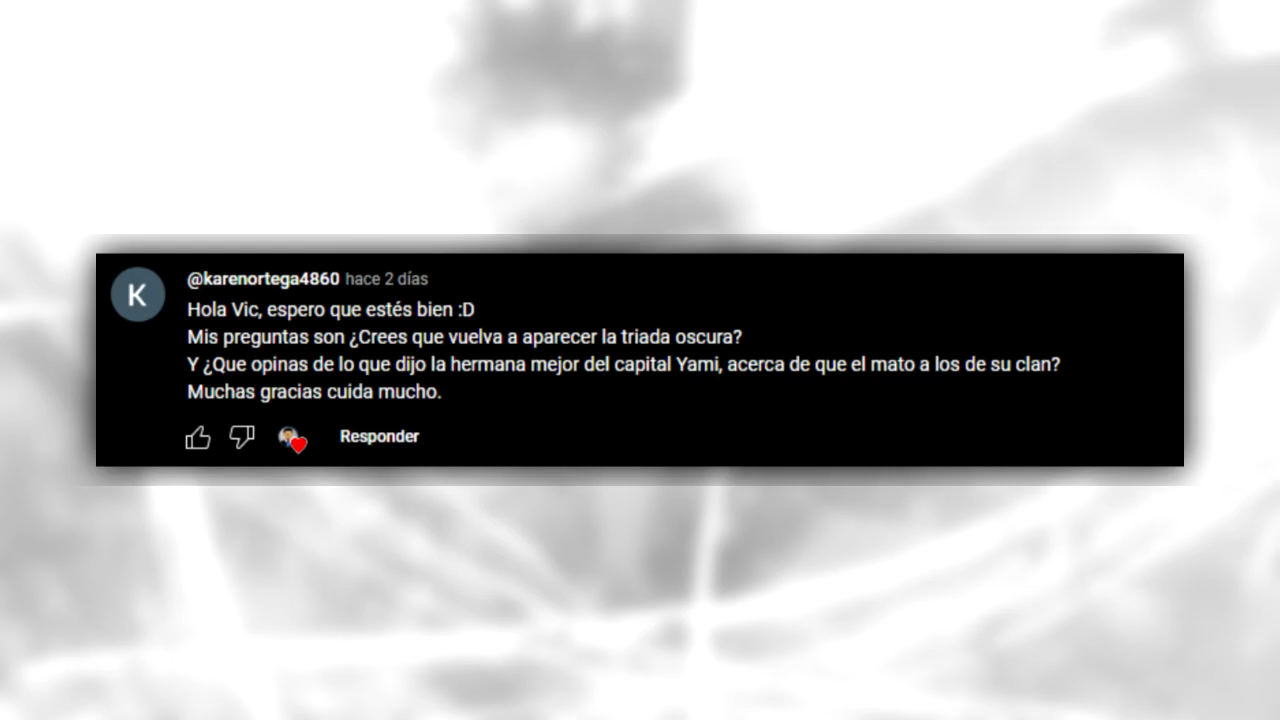 K
@karenortega4860 hace 2 días
Hola Vic, espero que estés bien :D
Mis preguntas son ¿Crees que vuelva a aparecer la triada oscura?
Y ¿Que opinas de lo que dijo la hermana mejor del capital Yami, acerca de que el mato a los de su clan?
Muchas gracias cuida mucho.
Responder